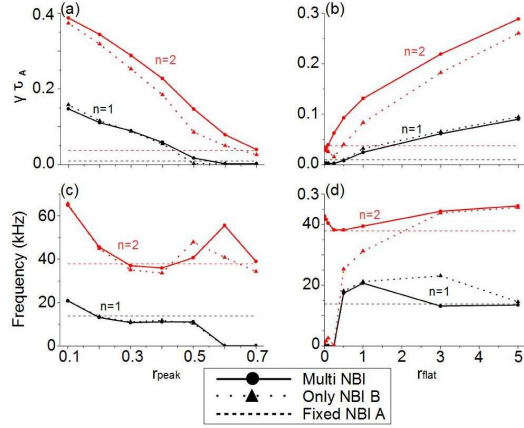 (a)
(b)
0.4
0.2
0.0
γ τ A
n=2
n=1
0.3
0.2
0.1
0.0
n=2
n=1
(c)
(d)
60
40
20
0
Frequency (kHz)
n=2
n=1
0.3
40
20
0
n=2
n=1
0.1 0.2 0.3 0.4 0.5 0.6 0.7
0 1 2 3 4 5
rpeak
rflat
Multi NBI
Only NBI B
Fixed NBI A